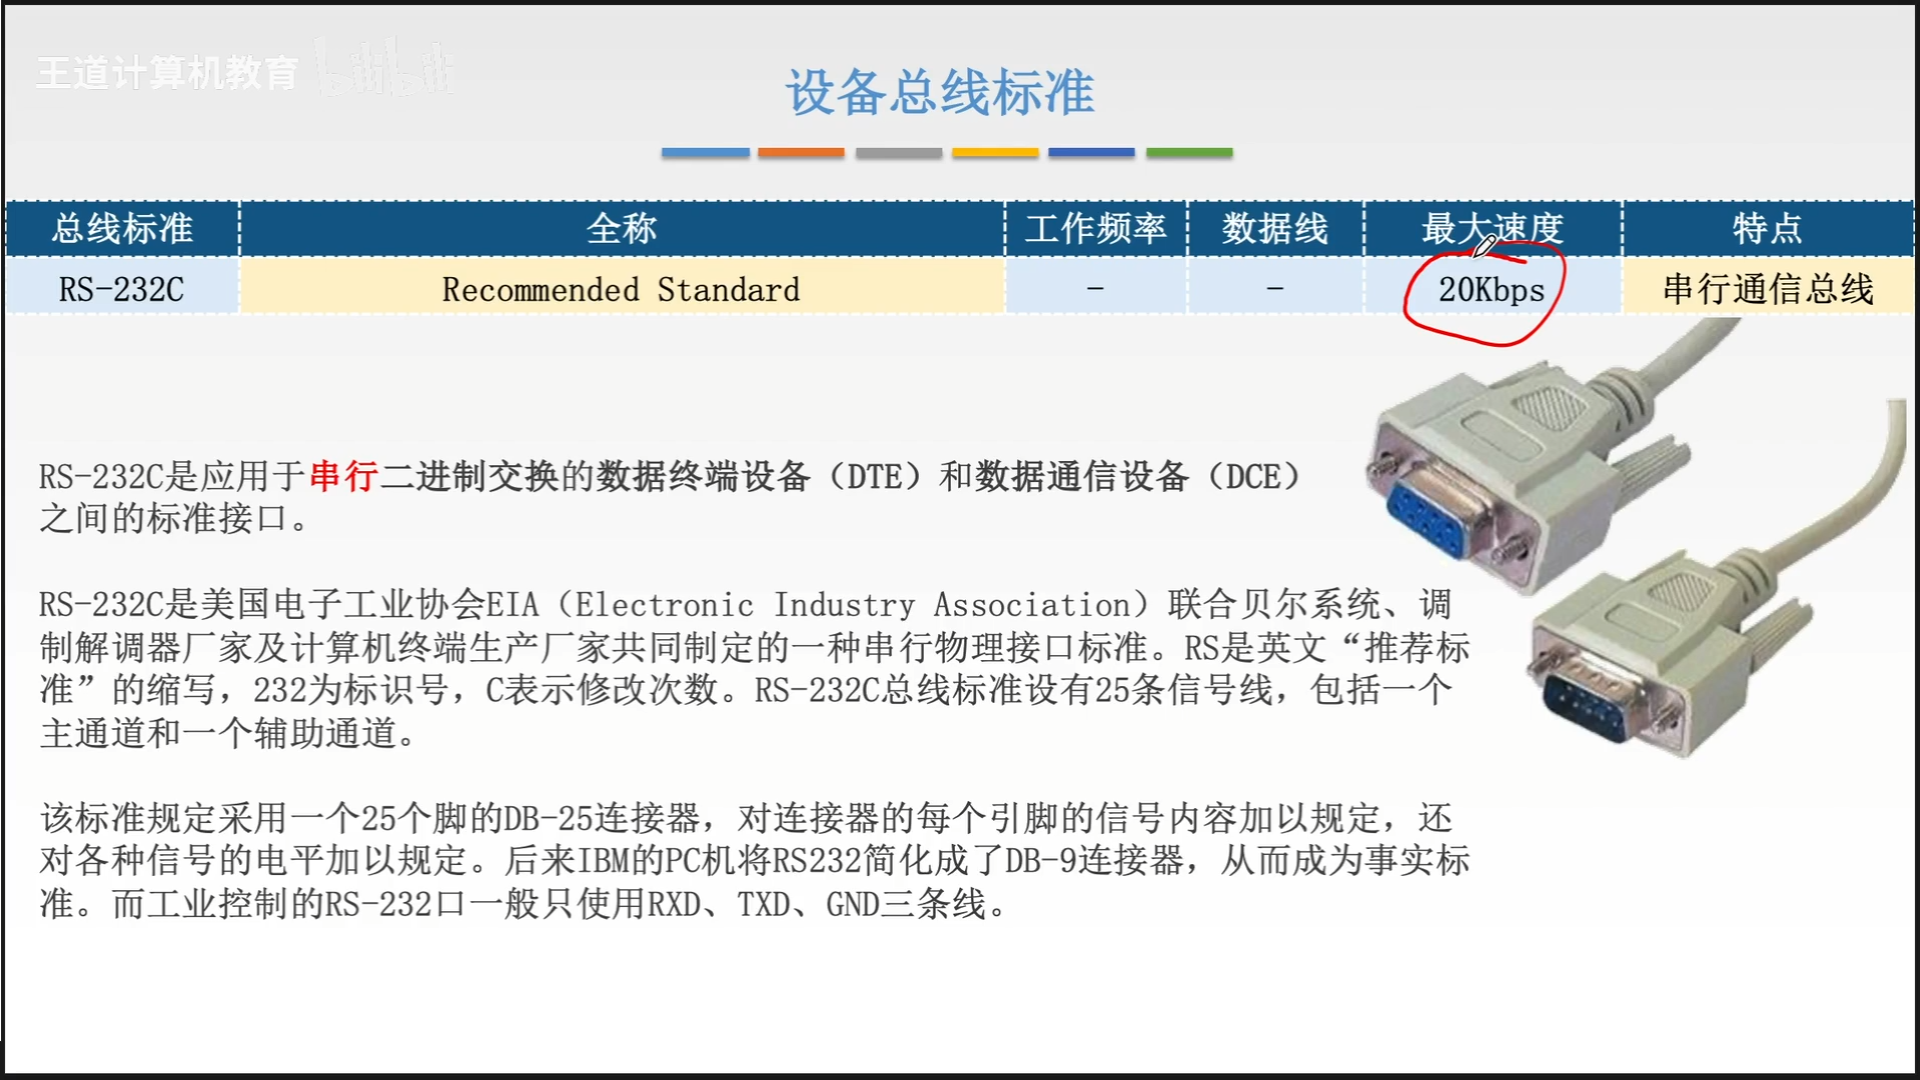 王道计算机教育 bilibili
设备总线标准
总线标准 全称 工作频率 数据线 最大速度 特点
RS-232C Recommended Standard - - 20Kbps 串行通信总线
RS-232C是应用于串行二进制交换的数据终端设备（DTE）和数据通信设备（DCE）
之间的标准接口。
RS-232C是美国电子工业协会EIA（Electronic Industry Association）联合贝尔系统、调
制解调器厂家及计算机终端生产厂家共同制定的一种串行物理接口标准。RS是英文“推荐标
准”的缩写，232为标识号，C表示修改次数。RS-232C总线标准设有25条信号线，包括一个
主通道和一个辅助通道。
该标准规定采用一个25个脚的DB-25连接器，对连接器的每个引脚的信号内容加以规定，还
对各种信号的电平加以规定。后来IBM的PC机将RS232简化成了DB-9连接器，从而成为事实标
准。而工业控制的RS-232口一般只使用RXD、TXD、GND三条线。